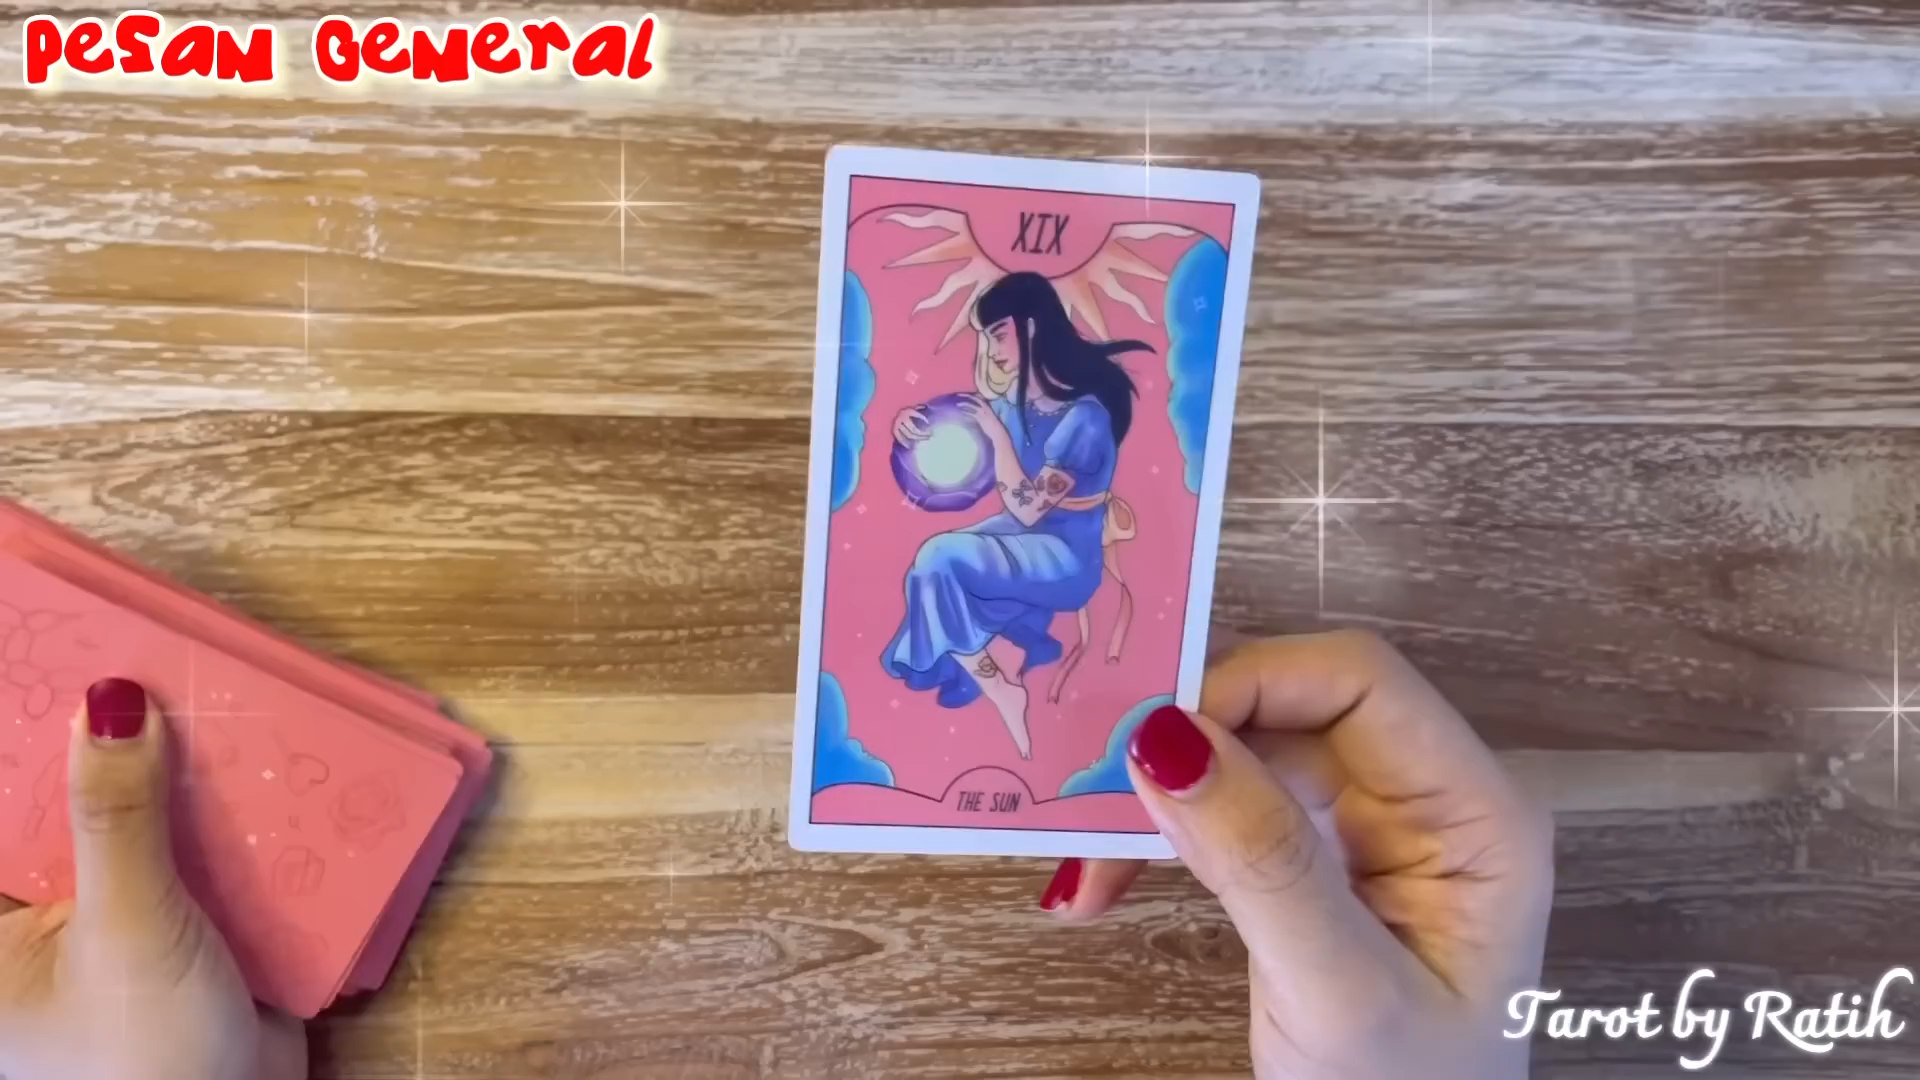 Pesan General
XIX
THE SUN
Tarot by Ratih